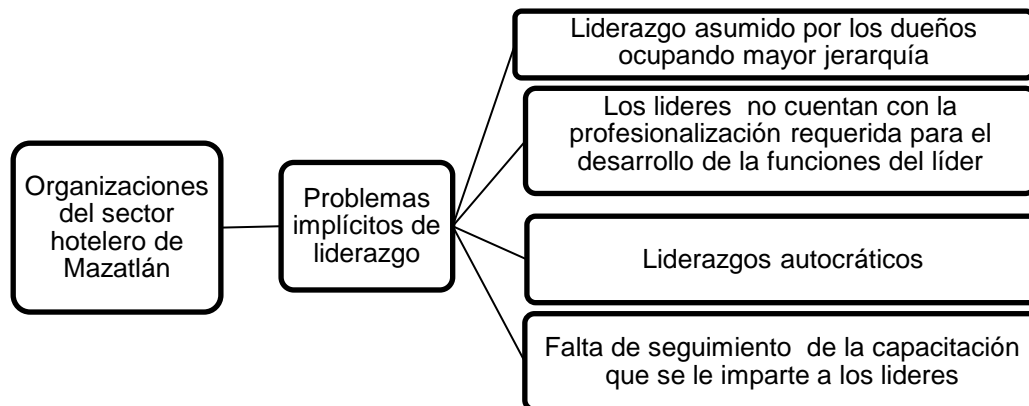 Organizaciones
del sector
hotelero de
Mazatlán
Problemas
implícitos de
liderazgo
Liderazgo asumido por los dueños
ocupando mayor jerarquía
Los lideres no cuentan con la
profesionalización requerida para el
desarrollo de la funciones del líder
Liderazgos autocráticos
Falta de seguimiento de la capacitación
que se le imparte a los lideres